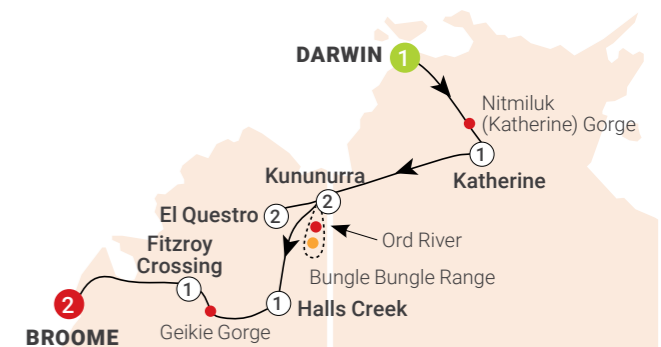 DARWIN 1
Nitmiluk
(Katherine) Gorge
1
Katherine
Kununurra
2
El Questro 2
Ord River
Fitzroy
Crossing
Bungle Bungle Range
1
2
1 Halls Creek
BROOME
Geikie Gorge